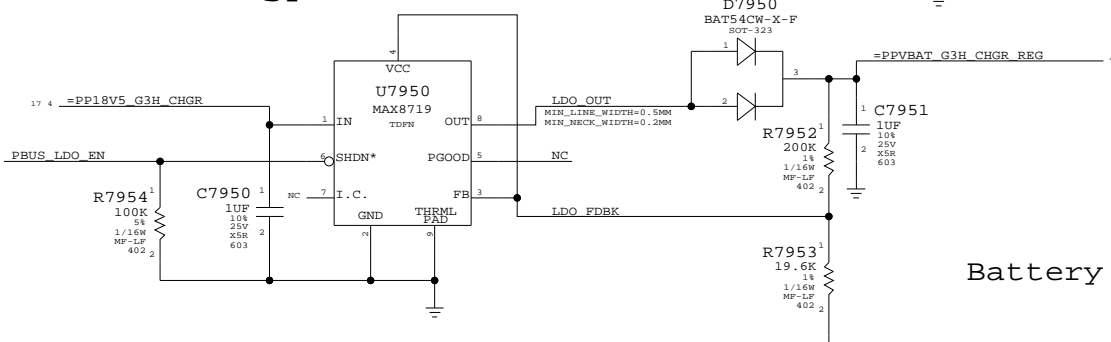 D7950
BAT54CW-X-F
SOT-323
1
3
2
=PPVBAT_G3H_CHGR_REG
4
VCC
U7950
MAX8719
TDFN
17 4 =PP18V5_G3H_CHGR
1 IN
OUT 8
LDO_OUT
MIN_LINE_WIDTH=0.5MM
MIN_NECK_WIDTH=0.2MM
1 C7951
1UF
10%
25V
X5R
603
2
R7952 1
200K
1%
1/16W
MF-LF
402 2
PBUS_LDO_EN
6 SHDN*
PGOOD 5
NC
NC 7 I.C.
FB 3
GND
THRML
PAD
2
9
LDO_FDBK
R7954 1
100K
5%
1/16W
MF-LF
402 2
C7950 1
1UF
10%
25V
X5R
603
2
R7953 1
19.6K
1%
1/16W
MF-LF
402 2
Battery